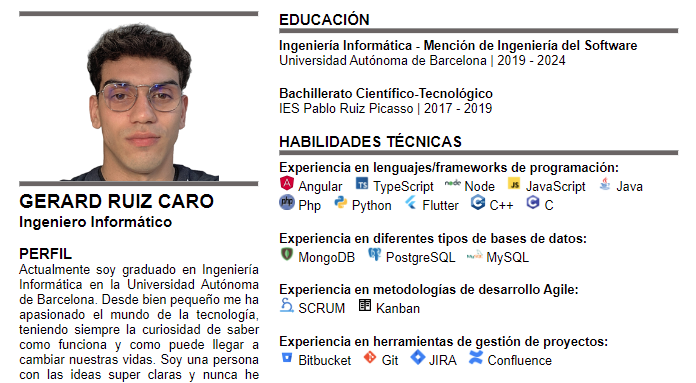 GERARD RUIZ CARO
Ingeniero Informático
PERFIL
Actualmente soy graduado en Ingeniería
Informática en la Universidad Autónoma
de Barcelona. Desde bien pequeño me ha
apasionado el mundo de la tecnología,
teniendo siempre la curiosidad de saber
como funciona y como puede llegar a
cambiar nuestras vidas. Soy una persona
con las ideas super claras y nunca he
EDUCACIÓN
Ingeniería Informática - Mención de Ingeniería del Software
Universidad Autónoma de Barcelona | 2019 - 2024
Bachillerato Científico-Tecnológico
IES Pablo Ruiz Picasso | 2017 - 2019
HABILIDADES TÉCNICAS
Experiencia en lenguajes/frameworks de programación:
Angular TS TypeScript node Node JS JavaScript Java
php Php Python Flutter C++ C
Experiencia en diferentes tipos de bases de datos:
MongoDB PostgreSQL MySQL MySQL
Experiencia en metodologías de desarrollo Agile:
SCRUM Kanban
Experiencia en herramientas de gestión de proyectos:
Bitbucket Git JIRA Confluence